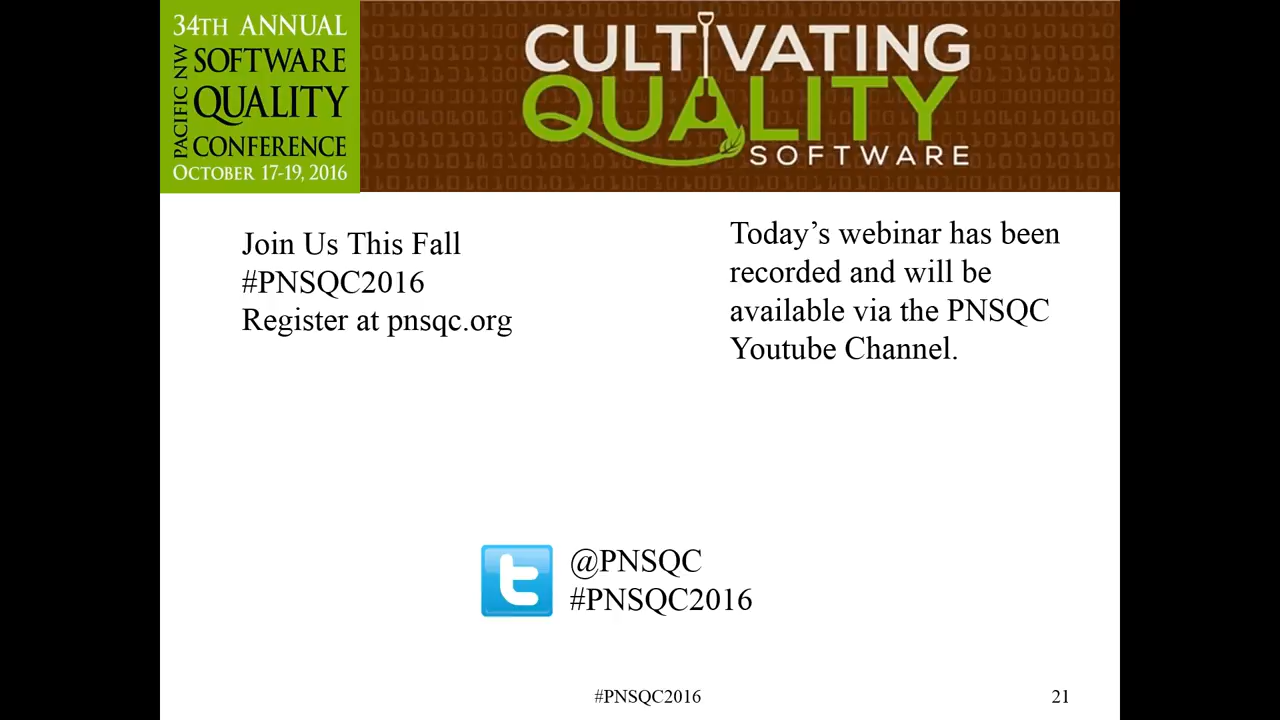 34TH ANNUAL
PACIFIC NW
SOFTWARE
QUALITY
CONFERENCE
OCTOBER 17-19, 2016
CULTIVATING
QUALITY
SOFTWARE
Join Us This Fall
#PNSQC2016
Register at pnsqc.org
Today’s webinar has been
recorded and will be
available via the PNSQC
Youtube Channel.
@PNSQC
#PNSQC2016
#PNSQC2016
21